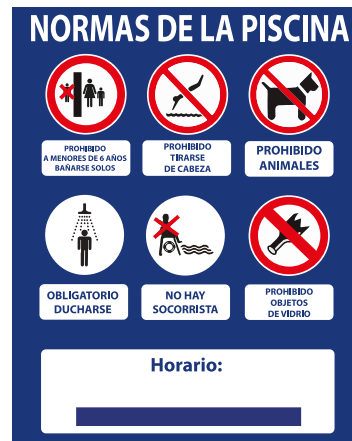 NORMAS DE LA PISCINA
PROHIBIDO
A MENORES DE 6 AÑOS
BAÑARSE SOLOS
PROHIBIDO
TIRARSE
DE CABEZA
PROHIBIDO
ANIMALES
OBLIGATORIO
DUCHARSE
NO HAY
SOCORRISTA
PROHIBIDO
OBJETOS
DE VIDRIO
Horario: